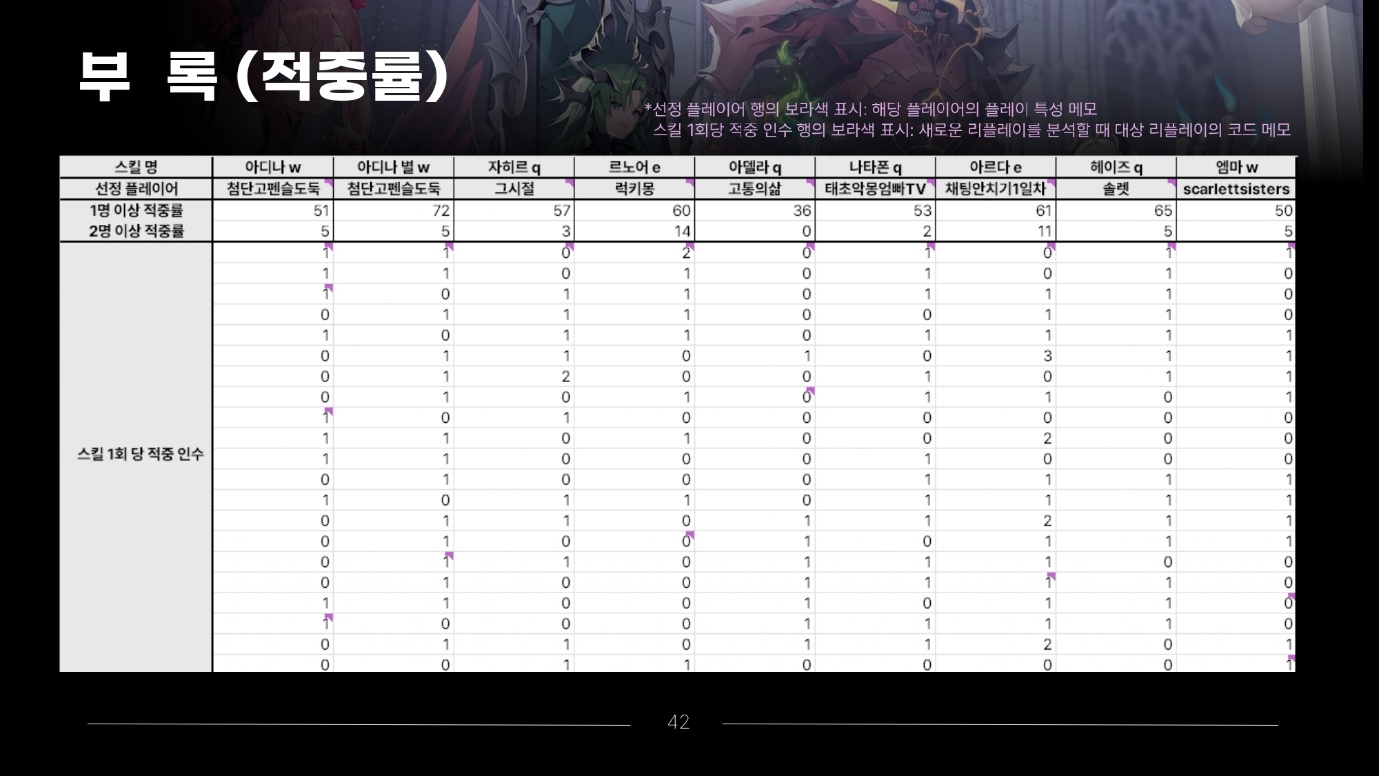 부 록 (적중률)
*선정 플레이어 행의 보라색 표시: 해당 플레이어의 플레이 특성 메모
스킬 1회당 적중 인수 행의 보라색 표시: 새로운 리플레이를 분석할 때 대상 리플레이의 코드 메모
스킬 명 아디나 w 아디나 별 w 자히르 q 르노어 e 아델라 q 나타폰 q 아르다 e 헤이즈 q 엠마 w
선정 플레이어 첨단고펜슬도둑 첨단고펜슬도둑 그시절 럭키몽 고통의삶 태초악몽엄빠TV 채팅안치기1일차 솔렛 scarlettsisters
1명 이상 적중률 51 72 57 60 36 53 61 65 50
2명 이상 적중률 5 5 3 14 0 2 11 5 5
1 1 0 2 0 1 0 1 1
1 1 0 1 0 1 0 1 0
1 0 1 1 0 1 1 1 0
0 1 1 1 0 0 1 1 0
1 0 1 1 0 1 1 1 1
0 1 1 0 1 0 3 1 1
0 1 2 0 0 1 0 1 1
0 1 0 1 0 1 1 0 1
1 0 1 0 0 0 0 0 0
1 1 0 1 0 0 2 0 0
스킬 1회 당 적중 인수 1 1 0 0 0 1 0 0 0
0 1 0 0 0 1 1 1 1
1 0 1 1 0 1 1 1 1
0 1 1 0 1 1 2 1 1
0 1 0 0 1 0 1 1 1
0 1 1 0 1 1 1 0 0
0 1 0 0 1 1 1 1 0
1 1 0 0 1 0 1 1 0
1 0 0 0 1 1 1 1 0
0 1 1 0 1 1 2 0 1
0 0 1 1 0 0 0 0 1
42